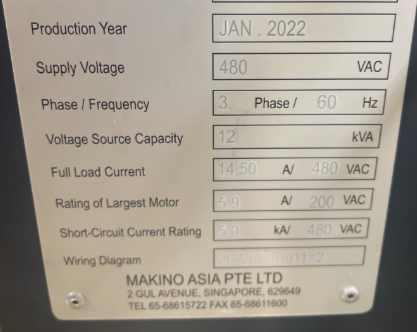 Production Year JAN . 2022
Supply Voltage 480 VAC
Phase / Frequency 3 Phase / 60 Hz
Voltage Source Capacity 12 kVA
Full Load Current 14.50 A/ 480 VAC
Rating of Largest Motor 5.9 A/ 200 VAC
Short-Circuit Current Rating 5.0 kA/ 480 VAC
Wiring Diagram
MAKINO ASIA PTE LTD
2 GUL AVENUE, SINGAPORE, 629649
TEL 65-68615722 FAX 65-68611600